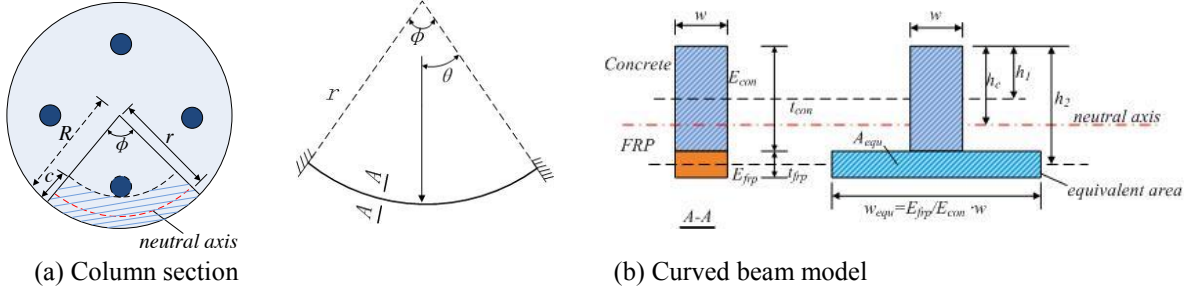 R
r
ϕ
c
neutral axis
(a) Column section
ϕ
θ
r
A
A
w
Concrete
E_con
t_con
FRP
E_frp
t_frp
A-A
w
h_c
h_1
h_2
neutral axis
A_equ
equivalent area
w_equ=E_frp/E_con ·w
(b) Curved beam model